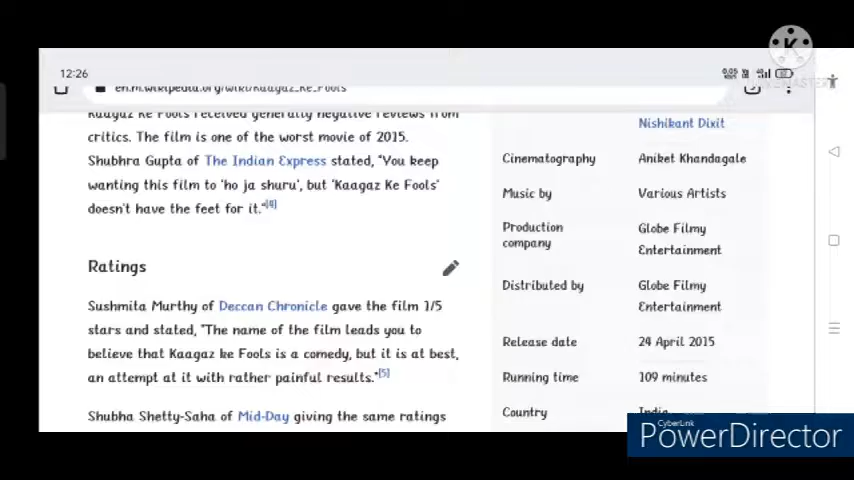 12:26
en.m.wikipedia.org/wiki/Kaagaz_Ke_Fools
Kaagaz Ke Fools received generally negative reviews from
critics. The film is one of the worst movie of 2015.
Shubhra Gupta of The Indian Express stated, "You keep
wanting this film to 'ho ja shuru', but 'Kaagaz Ke Fools'
doesn't have the feet for it."[4]
Ratings
Sushmita Murthy of Deccan Chronicle gave the film 1/5
stars and stated, "The name of the film leads you to
believe that Kaagaz ke Fools is a comedy, but it is at best,
an attempt at it with rather painful results."[5]
Shubha Shetty-Saha of Mid-Day giving the same ratings
Nishikant Dixit
Cinematography Aniket Khandagale
Music by Various Artists
Production Globe Filmy
company Entertainment
Distributed by Globe Filmy
Entertainment
Release date 24 April 2015
Running time 109 minutes
Country India
CyberLink
PowerDirector